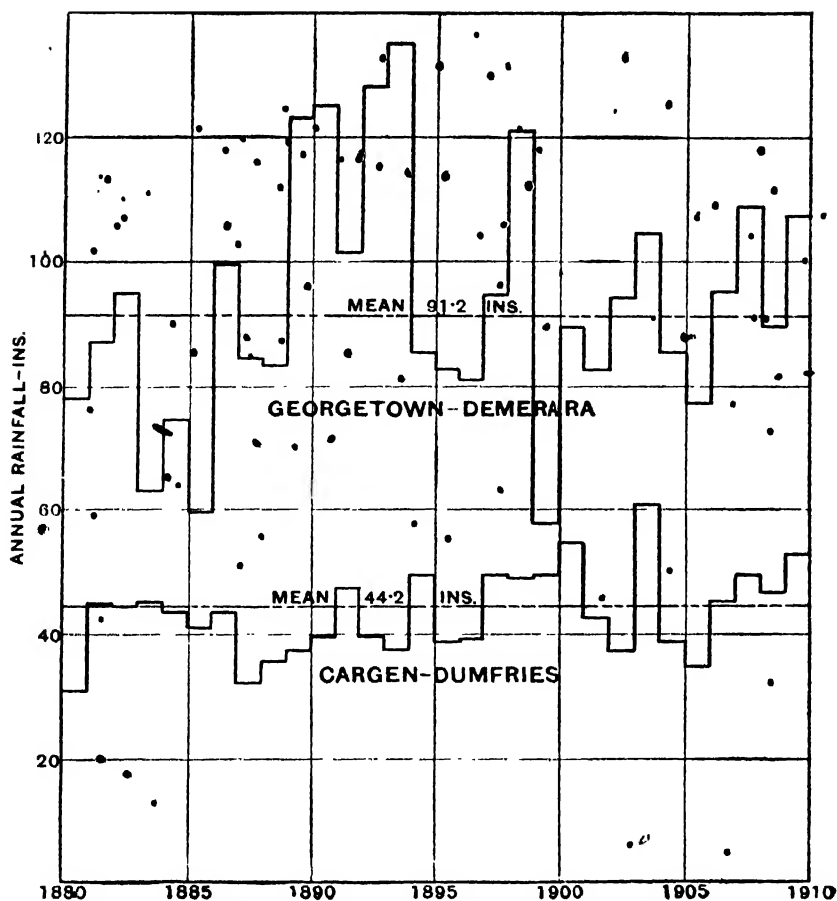 120
100
MEAN 91·2 INS.
80
GEORGETOWN-DEMERARA
ANNUAL RAINFALL-INS.
60
MEAN 44·2 INS.
40
CARGEN-DUMFRIES
20
1880 1885 1890 1895 1900 1905 1910